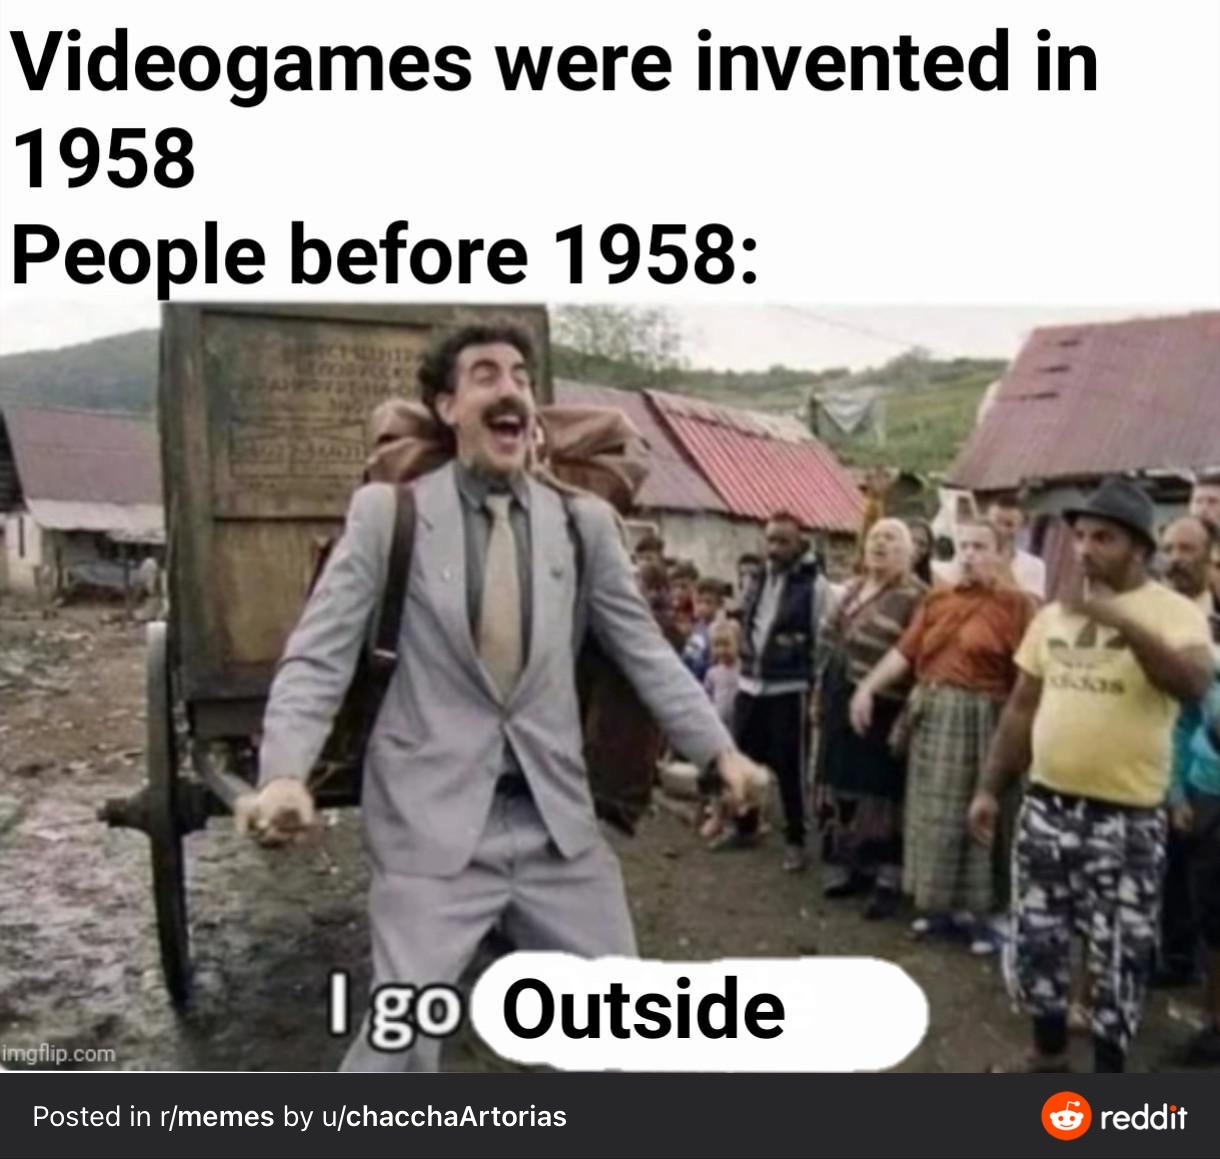 Videogames were invented in
1958
People before 1958:
I go Outside
imgflip.com
Posted in r/memes by u/chacchaArtorias
reddit